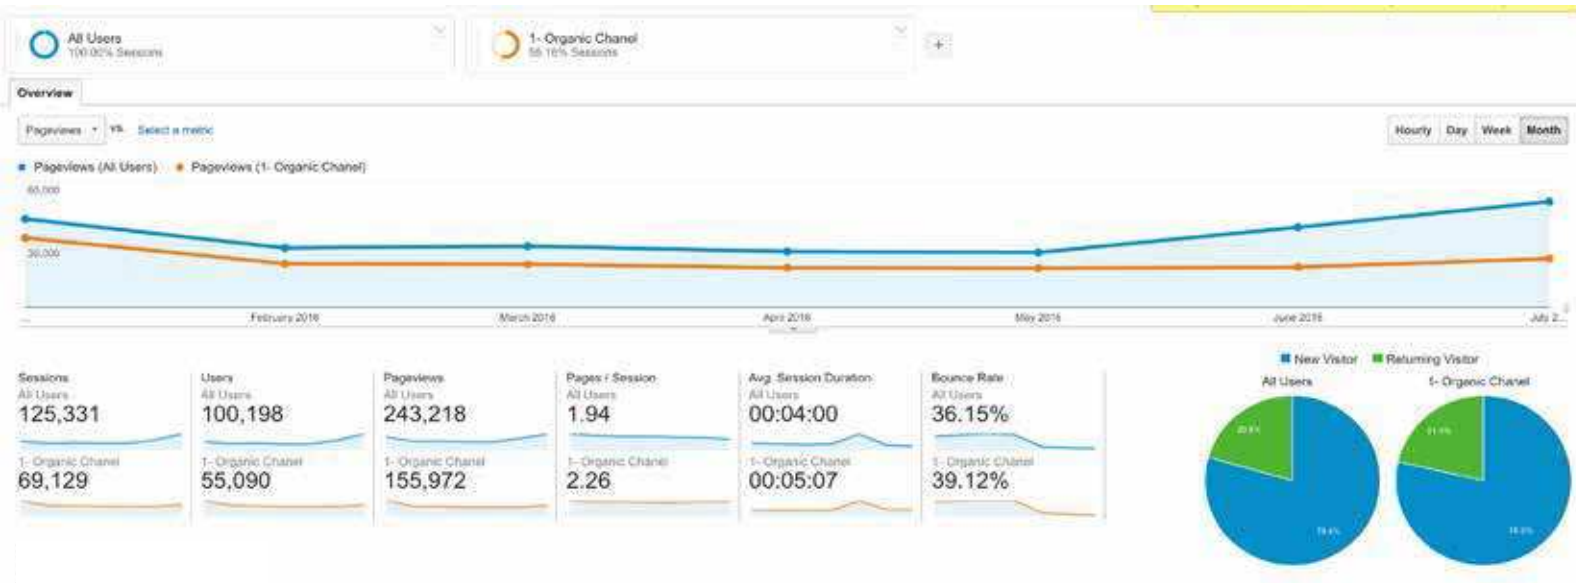 All Users
100.00% Sessions
1- Organic Chanel
55.16% Sessions
+
Overview
Pageviews vs. Select a metric
Hourly Day Week Month
Pageviews (All Users) Pageviews (1- Organic Chanel)
60,000
30,000
... February 2016 March 2016 April 2016 May 2016 June 2016 July 2...
New Visitor Returning Visitor
All Users 1- Organic Chanel
Sessions Users Pageviews Pages / Session Avg. Session Duration Bounce Rate
All Users All Users All Users All Users All Users All Users
125,331 100,198 243,218 1.94 00:04:00 36.15%
1- Organic Chanel 1- Organic Chanel 1- Organic Chanel 1- Organic Chanel 1- Organic Chanel 1- Organic Chanel
69,129 55,090 155,972 2.26 00:05:07 39.12%